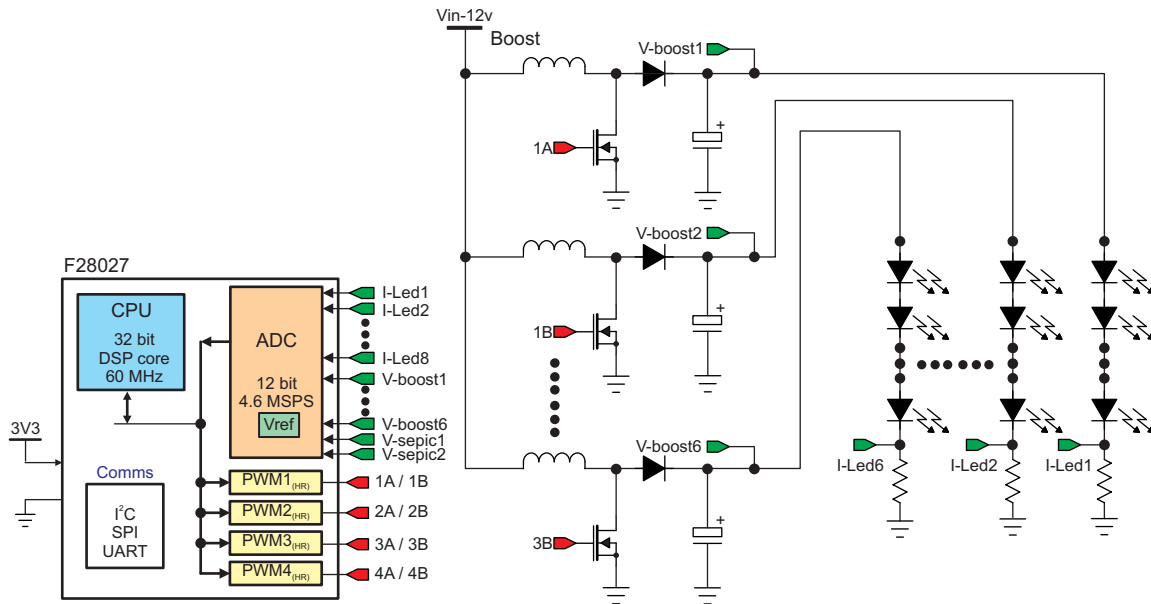 Vin-12v
Boost
V-boost1
+
1A
V-boost2
+
1B
V-boost6
+
3B
I-Led6
I-Led2
I-Led1
F28027
CPU
32 bit
DSP core
60 MHz
ADC
12 bit
4.6 MSPS
Vref
I-Led1
I-Led2
I-Led8
V-boost1
V-boost6
V-sepic1
V-sepic2
3V3
Comms
I²C
SPI
UART
PWM1(HR)
1A / 1B
PWM2(HR)
2A / 2B
PWM3(HR)
3A / 3B
PWM4(HR)
4A / 4B